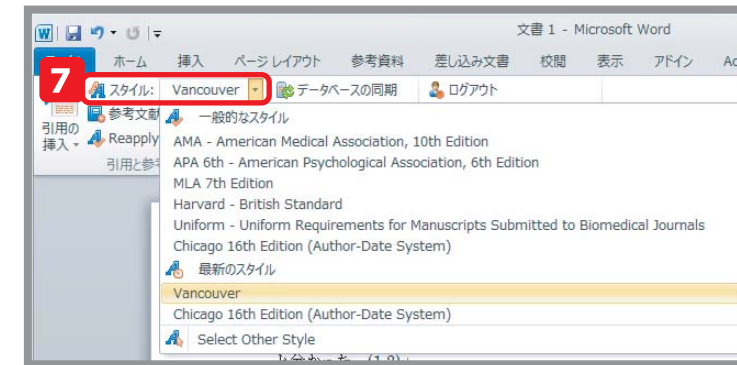 文書 1 - Microsoft Word
ホーム 挿入 ページ レイアウト 参考資料 差し込み文書 校閲 表示 アドイン Ac
7
スタイル: Vancouver データベースの同期 ログアウト
引用の挿入 参考文献
Reapply
引用と参考
一般的なスタイル
AMA - American Medical Association, 10th Edition
APA 6th - American Psychological Association, 6th Edition
MLA 7th Edition
Harvard - British Standard
Uniform - Uniform Requirements for Manuscripts Submitted to Biomedical Journals
Chicago 16th Edition (Author-Date System)
最新のスタイル
Vancouver
Chicago 16th Edition (Author-Date System)
Select Other Style